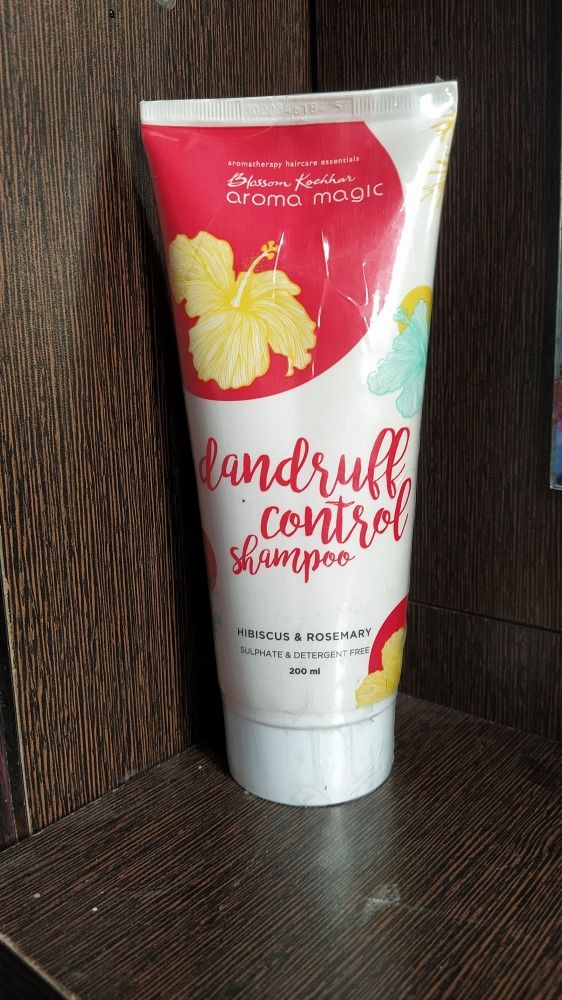 aromatherapy haircare essentials
Blossom Kochhar
aroma magic
dandruff
control
shampoo
HIBISCUS & ROSEMARY
SULPHATE & DETERGENT FREE
200 ml